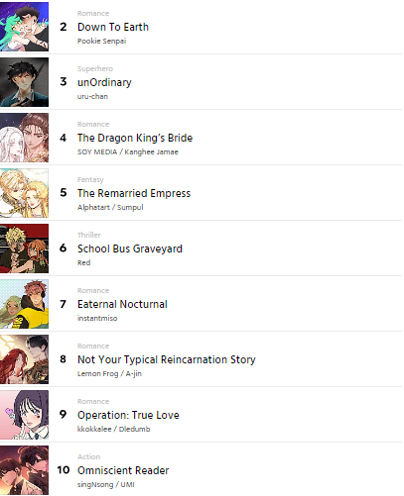 Romance
2 Down To Earth
Pookie Senpai
Superhero
3 unOrdinary
uru-chan
Romance
4 The Dragon King's Bride
SOY MEDIA / Kanghee Jamae
Fantasy
5 The Remarried Empress
Alphatart / Sumpul
Thriller
6 School Bus Graveyard
Red
Romance
7 Eaternal Nocturnal
instantmiso
Romance
8 Not Your Typical Reincarnation Story
Lemon Frog / A-jin
Romance
9 Operation: True Love
kkokkalee / Dledumb
Action
10 Omniscient Reader
singNsong / UMI